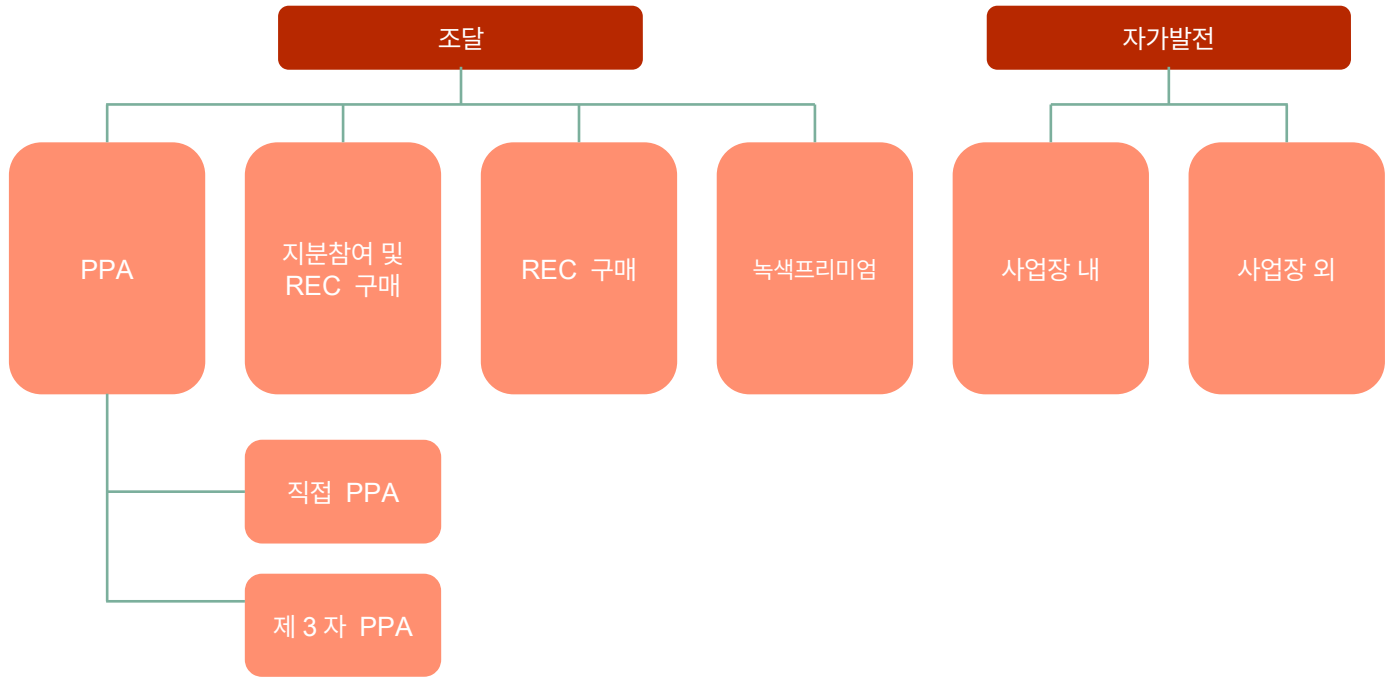 조달
자가발전
PPA
지분참여 및
REC 구매
REC 구매
녹색프리미엄
사업장 내
사업장 외
직접 PPA
제 3 자 PPA